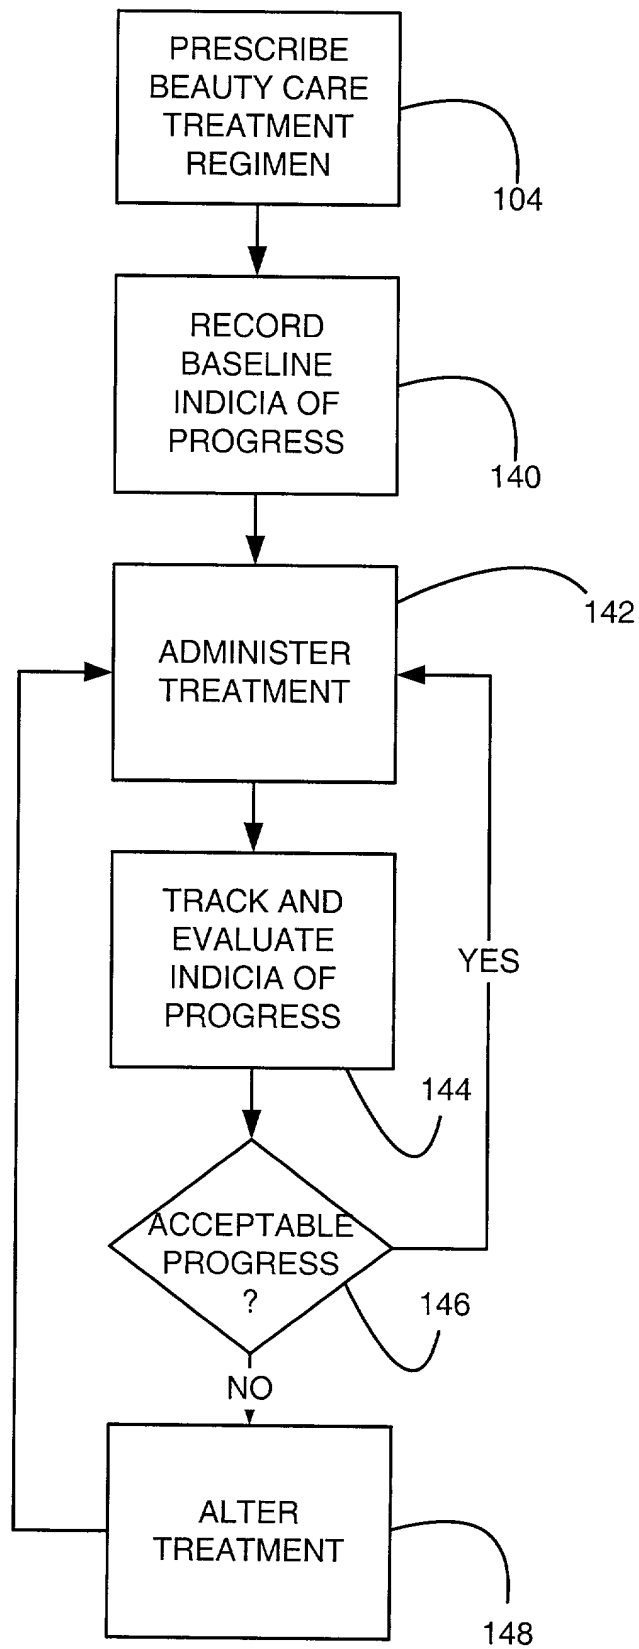 PRESCRIBE
BEAUTY CARE
TREATMENT
REGIMEN
104
RECORD
BASELINE
INDICIA OF
PROGRESS
140
142
ADMINISTER
TREATMENT
TRACK AND
EVALUATE
INDICIA OF
PROGRESS
YES
144
ACCEPTABLE
PROGRESS
?
146
NO
ALTER
TREATMENT
148